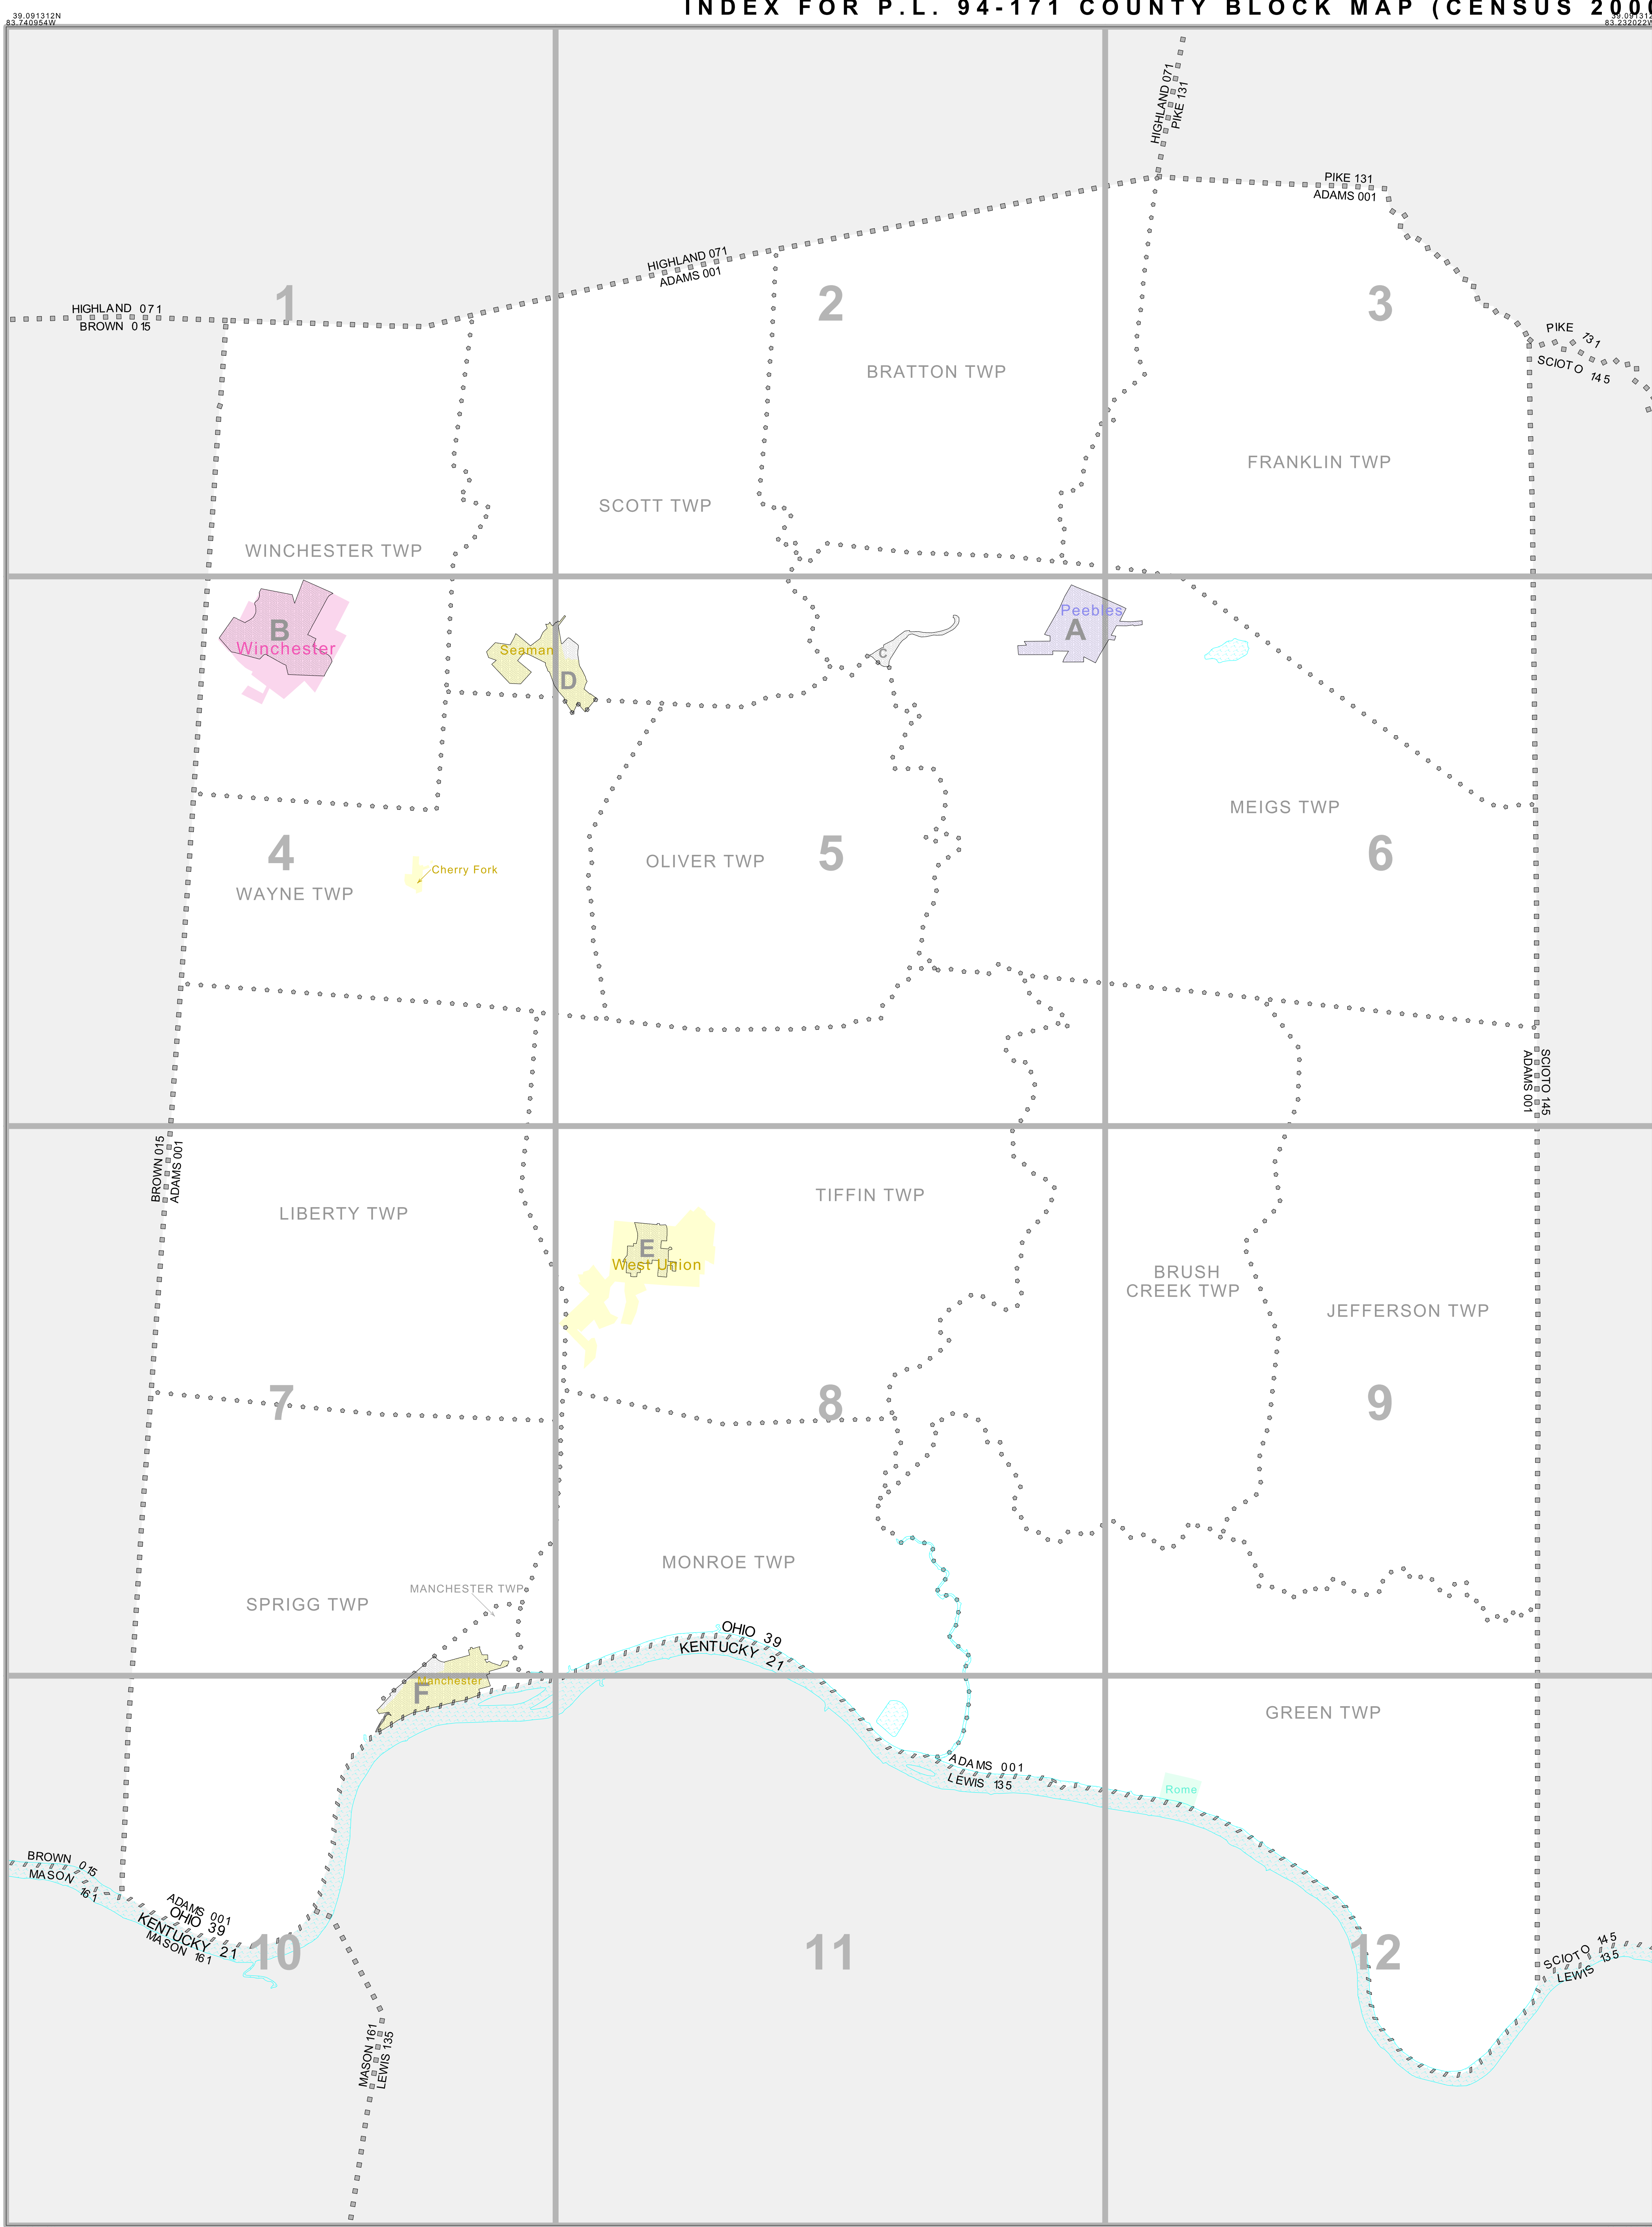 INDEX FOR P.L. 94-171 COUNTY BLOCK MAP (CENSUS 2000
39.091312N
83.740954W
39.091312
83.232022W
HIGHLAND 071
PIKE 131
PIKE 131
ADAMS 001
HIGHLAND 071
ADAMS 001
HIGHLAND 071
BROWN 015
1
2
3
PIKE 131
SCIOTO 145
BRATTON TWP
FRANKLIN TWP
SCOTT TWP
WINCHESTER TWP
B
Winchester
Seaman
D
C
Peebles
A
MEIGS TWP
4
5
6
OLIVER TWP
Cherry Fork
WAYNE TWP
SCIOTO 145
ADAMS 001
BROWN 015
ADAMS 001
TIFFIN TWP
LIBERTY TWP
E
West Union
BRUSH
CREEK TWP
JEFFERSON TWP
7
8
9
MONROE TWP
MANCHESTER TWP
SPRIGG TWP
OHIO 39
KENTUCKY 21
Manchester
F
GREEN TWP
ADAMS 001
LEWIS 135
Rome
BROWN 015
MASON 161
ADAMS 001
OHIO 39
KENTUCKY 21
MASON 161
10
11
12
SCIOTO 145
LEWIS 135
MASON 161
LEWIS 135